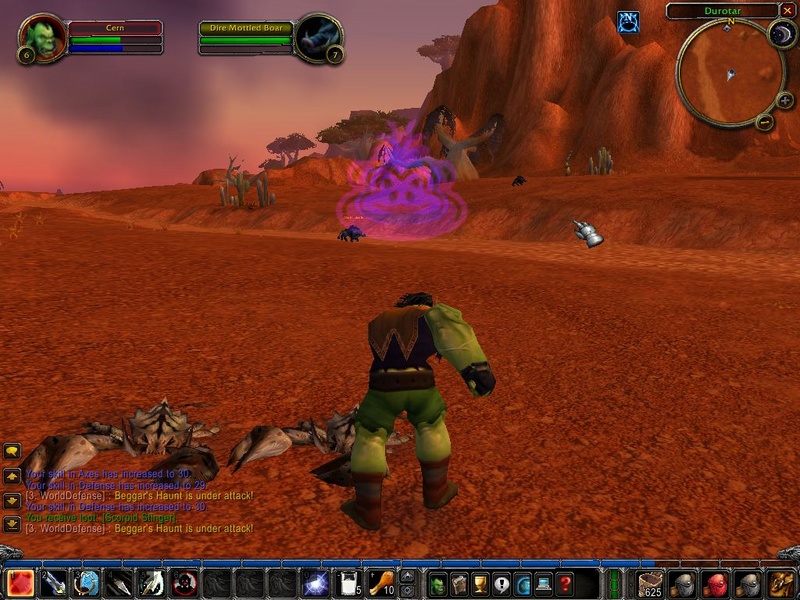 Cern
Dire Mottled Boar
Durotar
N
6
7
Your skill in Axes has increased to 30.
Your skill in Defense has increased to 29.
[3. WorldDefense] : Beggar's Haunt is under attack!
Your skill in Defense has increased to 30.
You receive loot: [Scorpid Stinger].
[3. WorldDefense] : Beggar's Haunt is under attack!
5
10
625